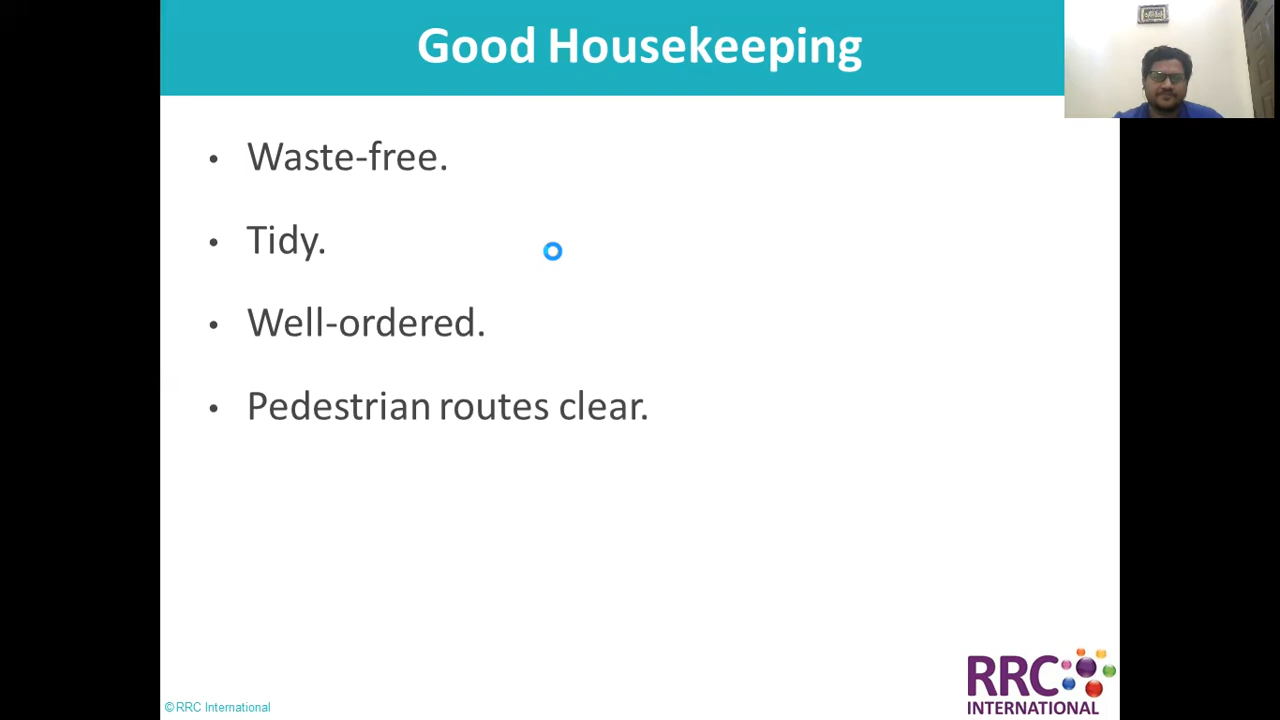 Good Housekeeping
• Waste-free.
• Tidy.
• Well-ordered.
• Pedestrian routes clear.
RRC
INTERNATIONAL
© RRC International